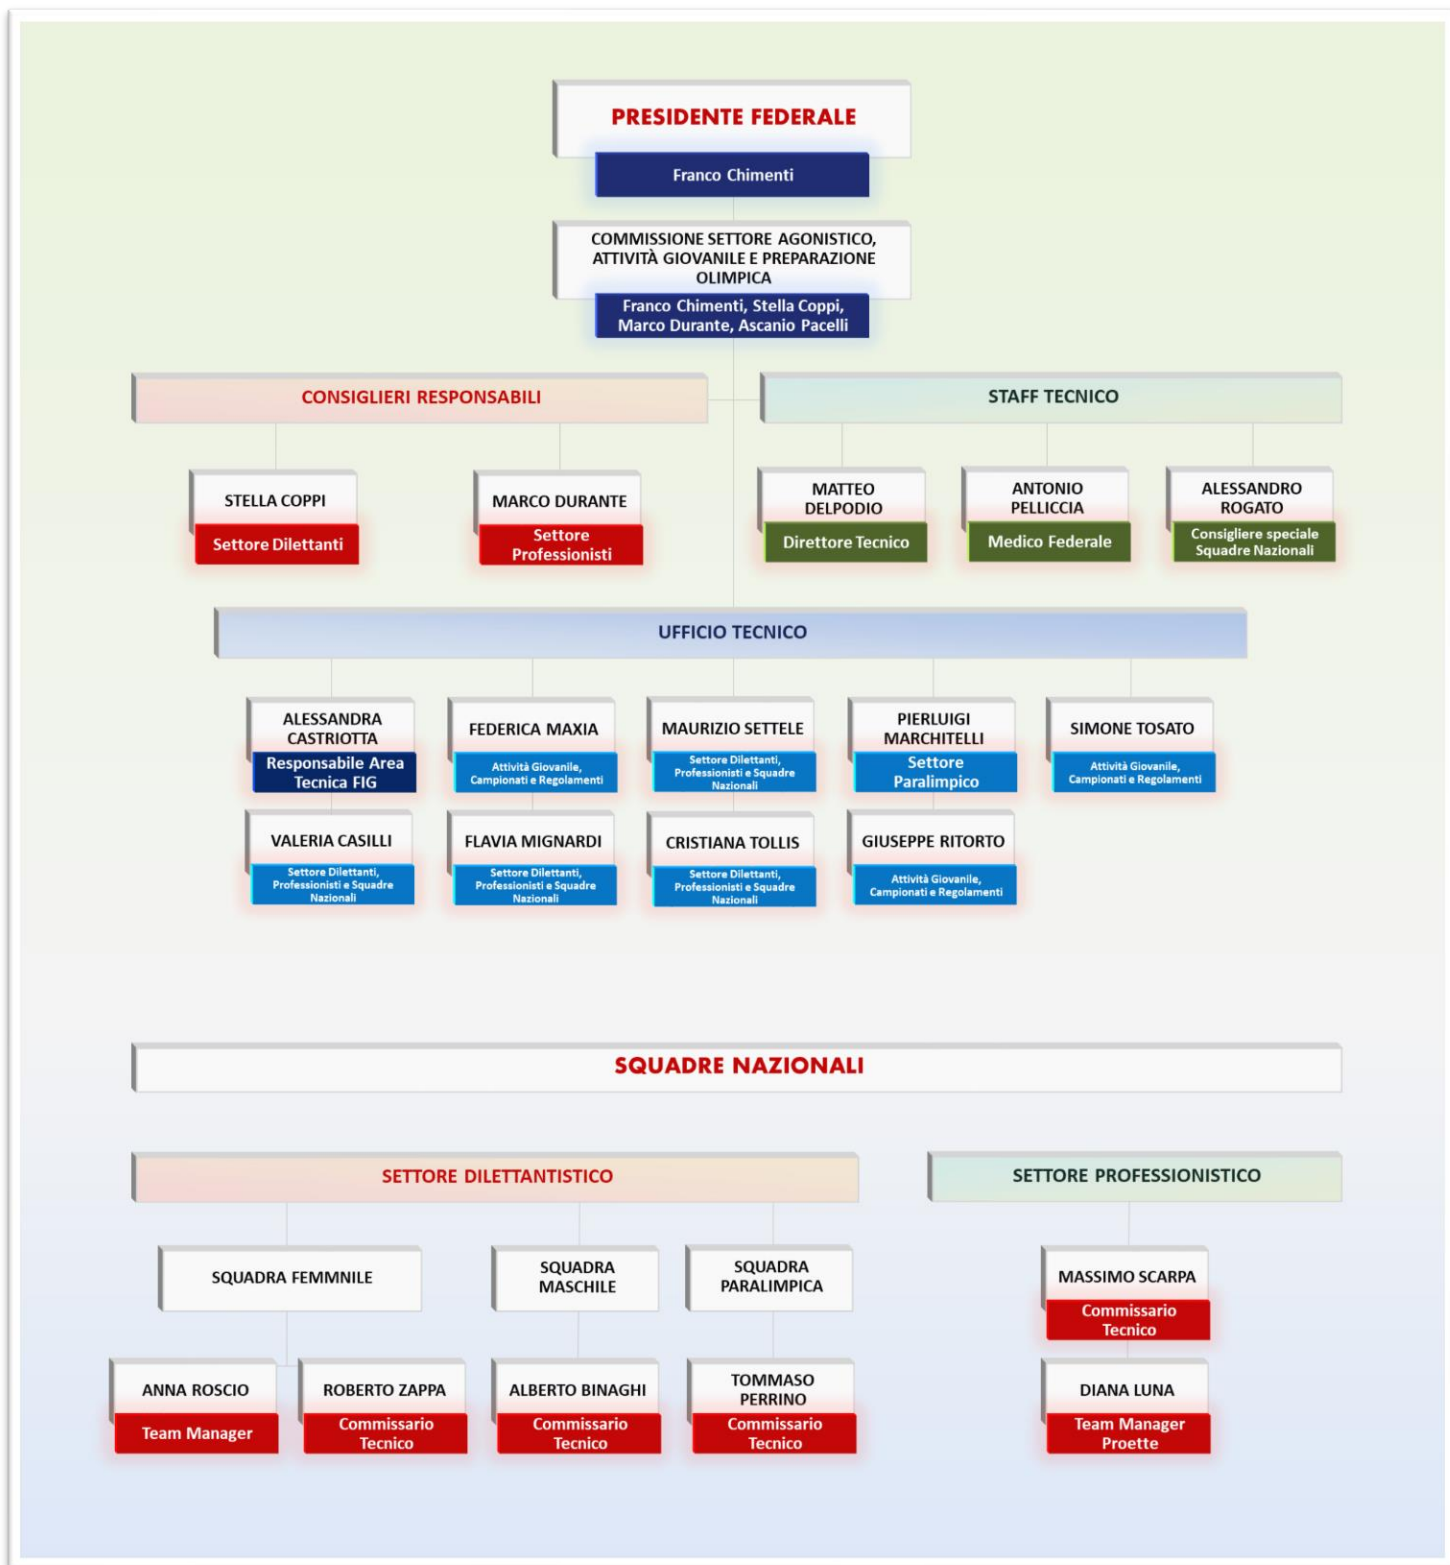 PRESIDENTE FEDERALE
Franco Chimenti
COMMISSIONE SETTORE AGONISTICO,
ATTIVITÀ GIOVANILE E PREPARAZIONE
OLIMPICA
Franco Chimenti, Stella Coppi,
Marco Durante, Ascanio Pacelli
CONSIGLIERI RESPONSABILI
STELLA COPPI
Settore Dilettanti
MARCO DURANTE
Settore
Professionisti
STAFF TECNICO
MATTEO
DELPODIO
Direttore Tecnico
ANTONIO
PELLICCIA
Medico Federale
ALESSANDRO
ROGATO
Consigliere speciale
Squadre Nazionali
UFFICIO TECNICO
ALESSANDRA
CASTRIOTTA
Responsabile Area
Tecnica FIG
FEDERICA MAXIA
Attività Giovanile,
Campionati e Regolamenti
MAURIZIO SETTELE
Settore Dilettanti,
Professionisti e Squadre
Nazionali
PIERLUIGI
MARCHITELLI
Settore
Paralimpico
SIMONE TOSATO
Attività Giovanile,
Campionati e Regolamenti
VALERIA CASILLI
Settore Dilettanti,
Professionisti e Squadre
Nazionali
FLAVIA MIGNARDI
Settore Dilettanti,
Professionisti e Squadre
Nazionali
CRISTIANA TOLLIS
Settore Dilettanti,
Professionisti e Squadre
Nazionali
GIUSEPPE RITORTO
Attività Giovanile,
Campionati e Regolamenti
SQUADRE NAZIONALI
SETTORE DILETTANTISTICO
SQUADRA FEMMNILE
ANNA ROSCIO
Team Manager
ROBERTO ZAPPA
Commissario
Tecnico
SQUADRA
MASCHILE
ALBERTO BINAGHI
Commissario
Tecnico
SQUADRA
PARALIMPICA
TOMMASO
PERRINO
Commissario
Tecnico
SETTORE PROFESSIONISTICO
MASSIMO SCARPA
Commissario
Tecnico
DIANA LUNA
Team Manager
Proette